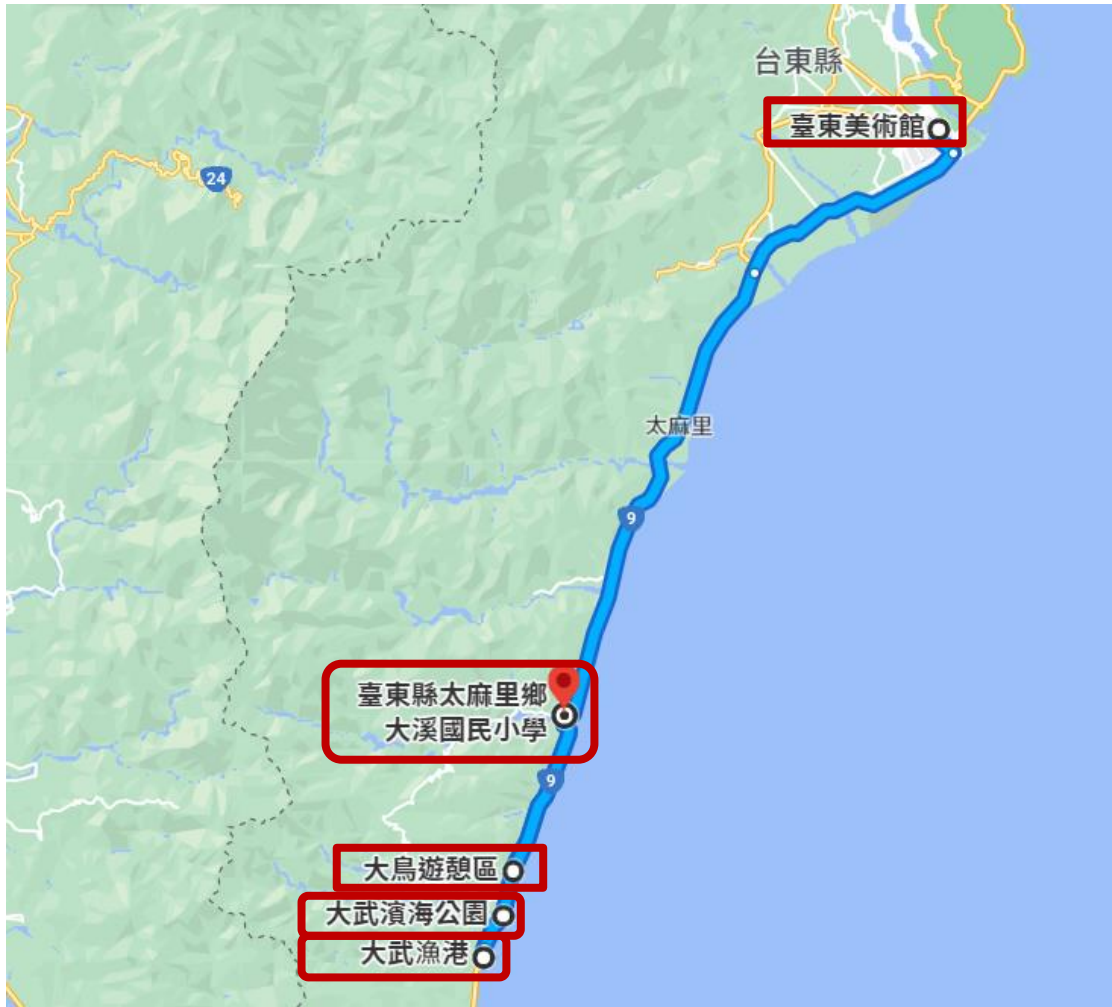 台東縣
臺東美術館
24
太麻里
9
臺東縣太麻里鄉
大溪國民小學
9
大鳥遊憩區
大武濱海公園
大武漁港